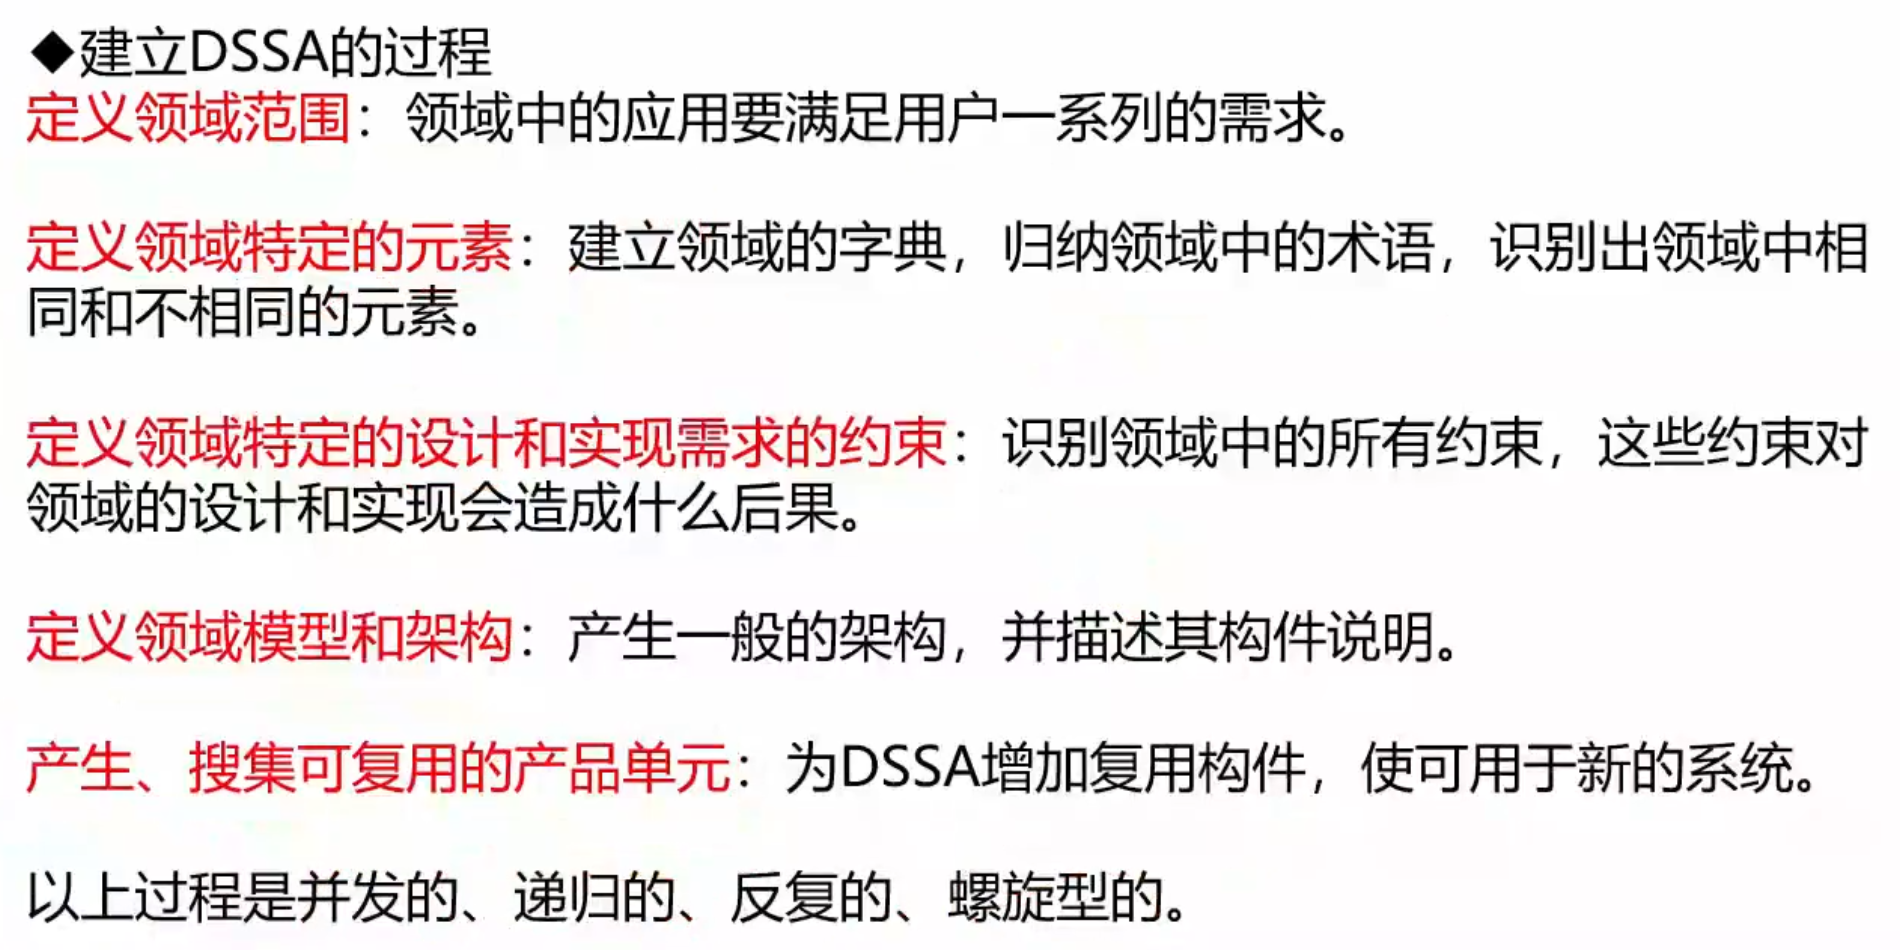 ◆建立DSSA的过程
定义领域范围：领域中的应用要满足用户一系列的需求。
定义领域特定的元素：建立领域的字典，归纳领域中的术语，识别出领域中相
同和不相同的元素。
定义领域特定的设计和实现需求的约束：识别领域中的所有约束，这些约束对
领域的设计和实现会造成什么后果。
定义领域模型和架构：产生一般的架构，并描述其构件说明。
产生、搜集可复用的产品单元：为DSSA增加复用构件，使可用于新的系统。
以上过程是并发的、递归的、反复的、螺旋型的。